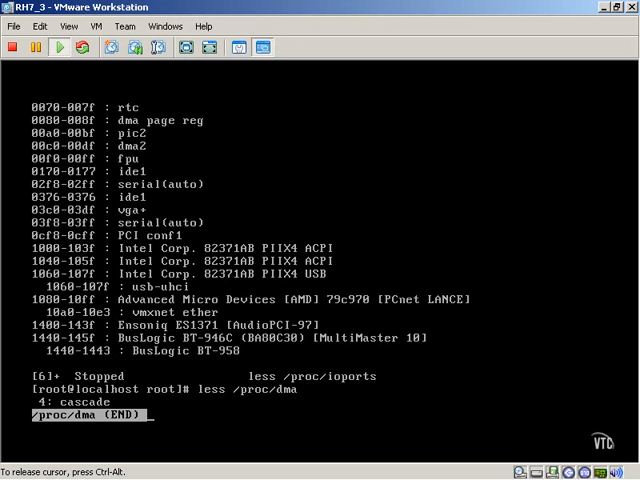 RH7_3 - VMware Workstation
File Edit View VM Team Windows Help
0070-007f : rtc
0080-008f : dma page reg
00a0-00bf : pic2
00c0-00df : dma2
00f0-00ff : fpu
0170-0177 : ide1
02f8-02ff : serial(auto)
0376-0376 : ide1
03c0-03df : vga+
03f8-03ff : serial(auto)
0cf8-0cff : PCI conf1
1000-103f : Intel Corp. 82371AB PIIX4 ACPI
1040-105f : Intel Corp. 82371AB PIIX4 ACPI
1060-107f : Intel Corp. 82371AB PIIX4 USB
1060-107f : usb-uhci
1080-10ff : Advanced Micro Devices [AMD] 79c970 [PCnet LANCE]
10a0-10e3 : vmxnet ether
1400-143f : Ensoniq ES1371 [AudioPCI-97]
1440-145f : BusLogic BT-946C (BA80C30) [MultiMaster 10]
1440-1443 : BusLogic BT-958
[6]+ Stopped less /proc/ioports
[root@localhost root]# less /proc/dma
4: cascade
/proc/dma (END)
VTC
To release cursor, press Ctrl-Alt.